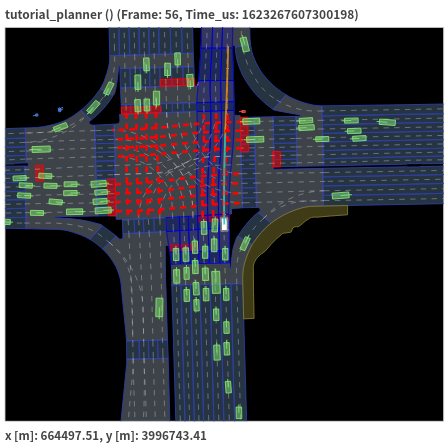 tutorial_planner () (Frame: 56, Time_us: 1623267607300198)
x [m]: 664497.51, y [m]: 3996743.41